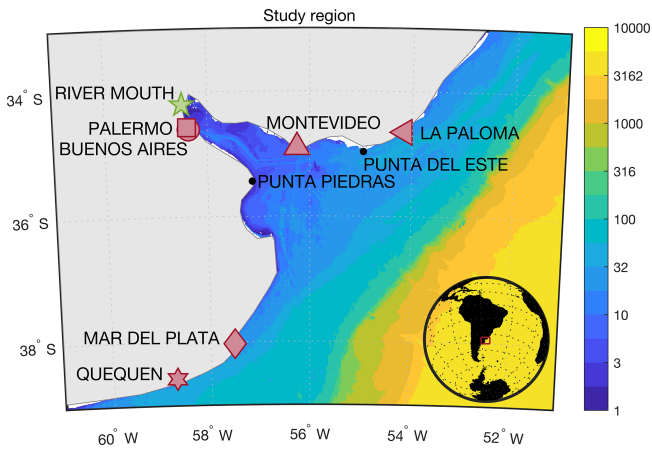 Study region
10000
34° S
RIVER MOUTH
3162
MONTEVIDEO
1000
PALERMO
LA PALOMA
BUENOS AIRES
316
PUNTA DEL ESTE
PUNTA PIEDRAS
36° S
100
32
10
38° S
MAR DEL PLATA
3
QUEQUEN
1
60° W
58° W
56° W
54° W
52° W